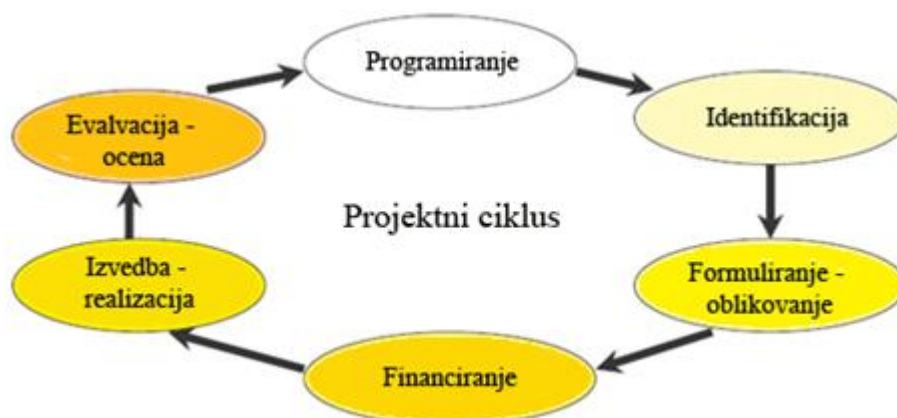 Programiranje
Identifikacija
Formuliranje -
oblikovanje
Financiranje
Izvedba -
realizacija
Evalvacija -
ocena
Projektni ciklus